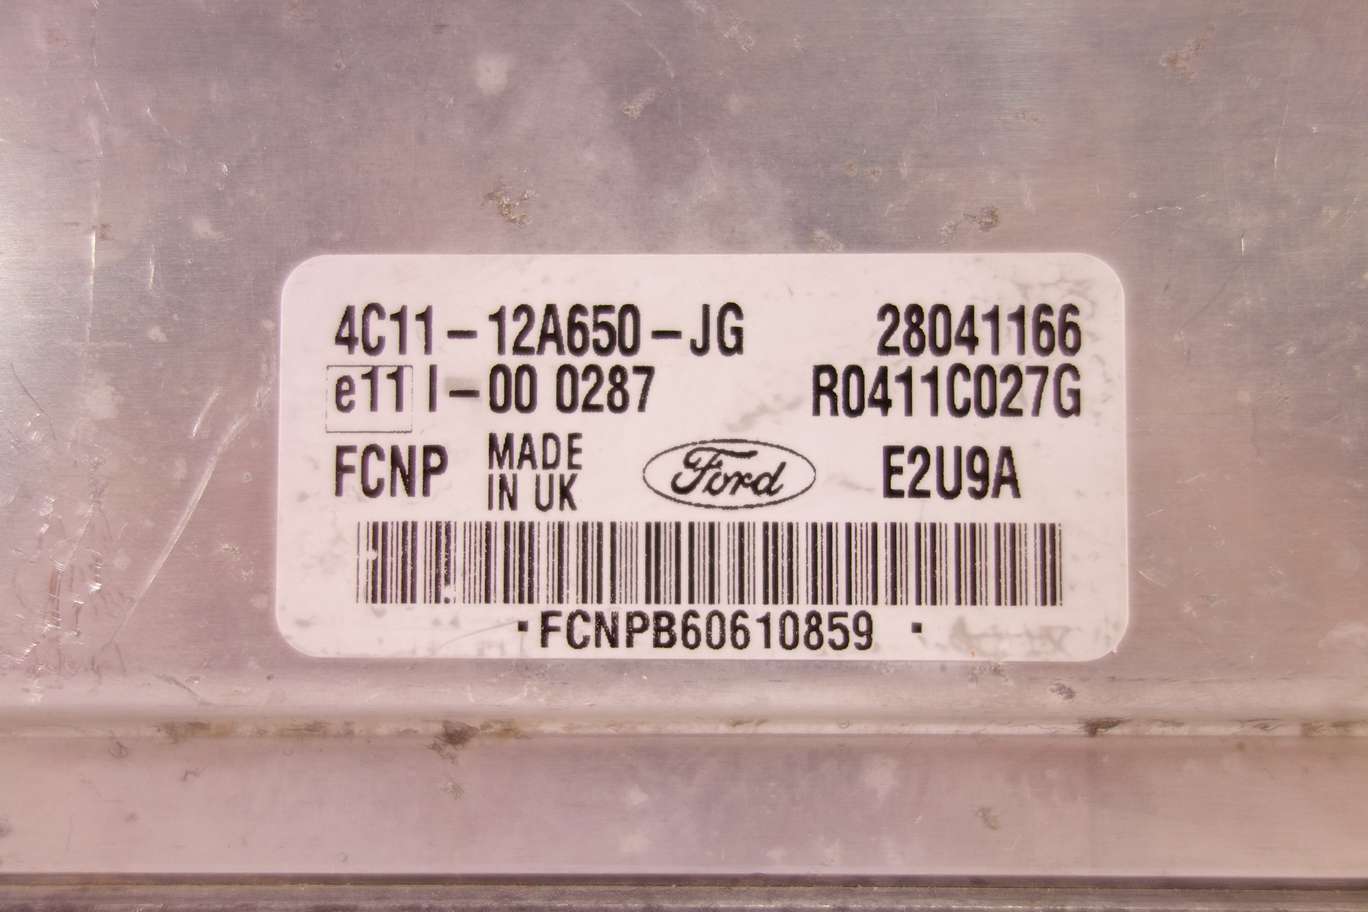 4C11-12A650-JG 28041166
e11 I-00 0287 R0411C027G
FCNP MADE IN UK Ford E2U9A
·FCNPB60610859 ·